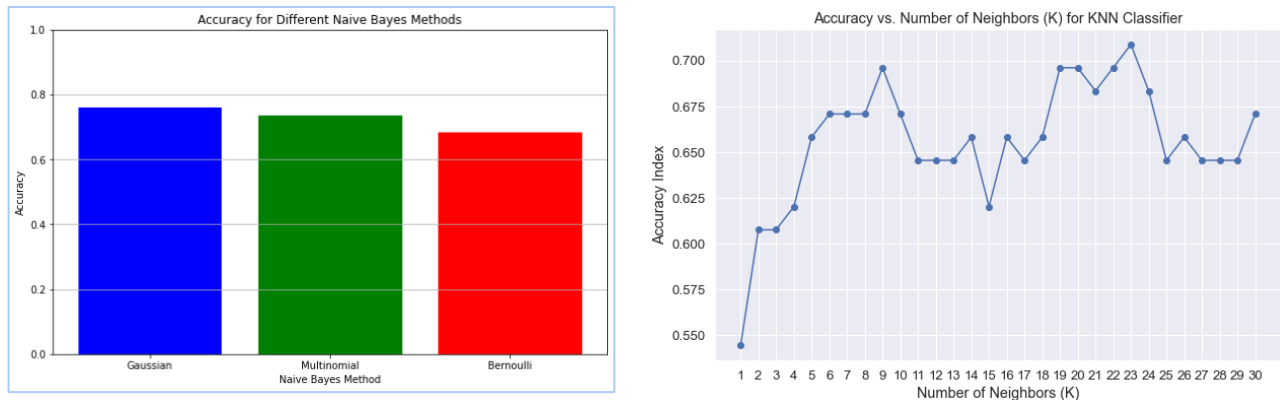 Accuracy for Different Naive Bayes Methods
1.0
0.8
0.6
0.4
0.2
0.0
Accuracy
Gaussian Multinomial Bernoulli
Naive Bayes Method
Accuracy vs. Number of Neighbors (K) for KNN Classifier
0.700
0.675
0.650
0.625
0.600
0.575
0.550
Accuracy Index
1 2 3 4 5 6 7 8 9 10 11 12 13 14 15 16 17 18 19 20 21 22 23 24 25 26 27 28 29 30
Number of Neighbors (K)